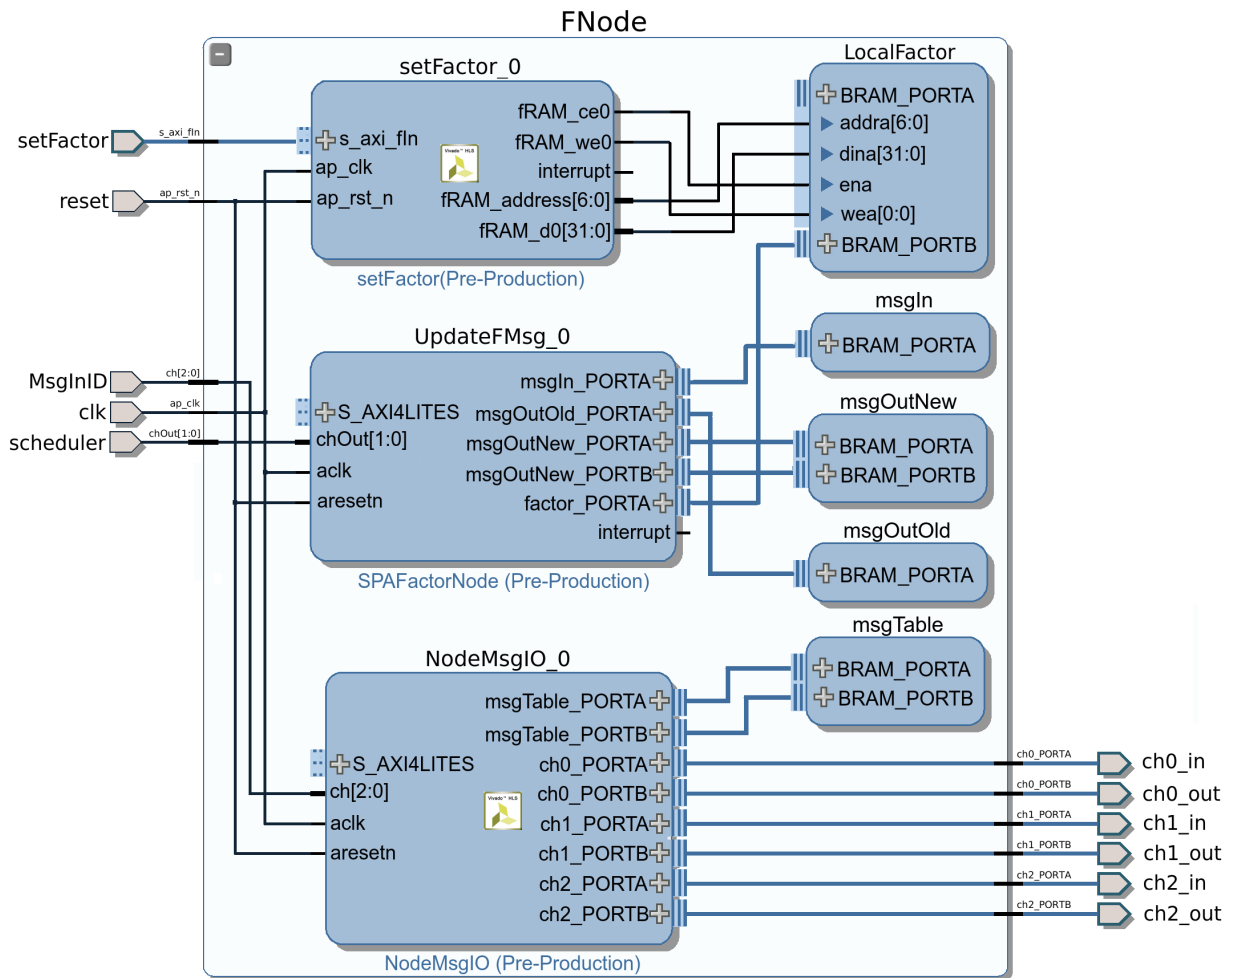 FNode
setFactor_0
LocalFactor
setFactor
s_axi_fIn
s_axi_fIn
ap_clk
reset
ap_rst_n
ap_rst_n
Vivado™ HLS
fRAM_ce0
fRAM_we0
interrupt
fRAM_address[6:0]
fRAM_d0[31:0]
BRAM_PORTA
addra[6:0]
dina[31:0]
ena
wea[0:0]
BRAM_PORTB
setFactor(Pre-Production)
msgIn
BRAM_PORTA
UpdateFMsg_0
MsgInID
ch[2:0]
clk
ap_clk
scheduler
chOut[1:0]
S_AXI4LITES
chOut[1:0]
aclk
aresetn
msgIn_PORTA
msgOutOld_PORTA
msgOutNew_PORTA
msgOutNew_PORTB
factor_PORTA
interrupt
msgOutNew
BRAM_PORTA
BRAM_PORTB
msgOutOld
BRAM_PORTA
SPAFactorNode (Pre-Production)
msgTable
BRAM_PORTA
BRAM_PORTB
NodeMsgIO_0
S_AXI4LITES
ch[2:0]
aclk
aresetn
Vivado™ HLS
msgTable_PORTA
msgTable_PORTB
ch0_PORTA
ch0_PORTB
ch1_PORTA
ch1_PORTB
ch2_PORTA
ch2_PORTB
ch0_PORTA
ch0_in
ch0_PORTB
ch0_out
ch1_PORTA
ch1_in
ch1_PORTB
ch1_out
ch2_PORTA
ch2_in
ch2_PORTB
ch2_out
NodeMsgIO (Pre-Production)